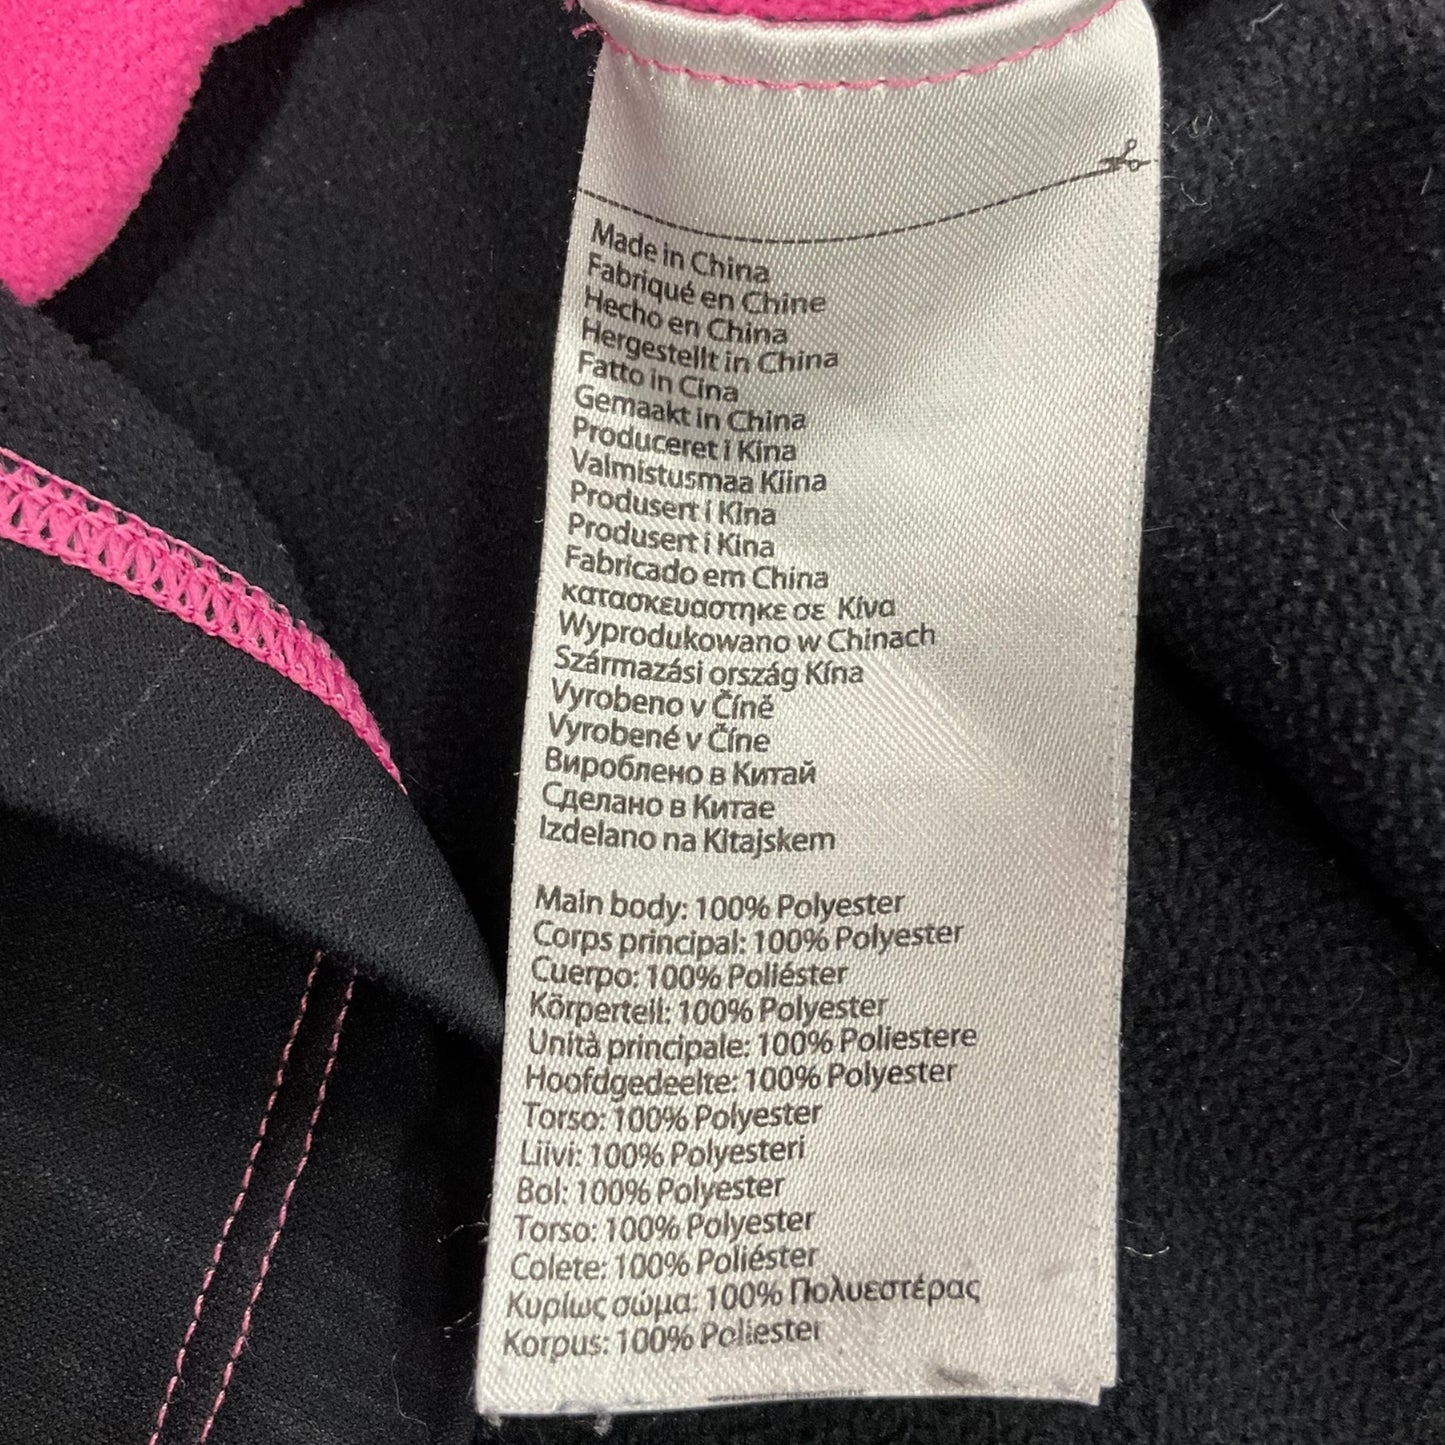 Made in China
Fabriqué en Chine
Hecho en China
Hergestellt in China
Fatto in Cina
Gemaakt in China
Produceret i Kina
Valmistusmaa Kiina
Produsert i Kina
Produsert i Kina
Fabricado em China
κατασκευαστηκε σε Κίνα
Wyprodukowano w Chinach
Származási ország Kína
Vyrobeno v Číně
Vyrobené v Číne
Вироблено в Китай
Сделано в Китае
Izdelano na Kitajskem
Main body: 100% Polyester
Corps principal: 100% Polyester
Cuerpo: 100% Poliéster
Körperteil: 100% Polyester
Unità principale: 100% Poliestere
Hoofdgedeelte: 100% Polyester
Torso: 100% Polyester
Liivi: 100% Polyesteri
Bol: 100% Polyester
Torso: 100% Polyester
Colete: 100% Poliéster
Κυρίως σώμα: 100% Πολυεστέρας
Korpus: 100% Poliester